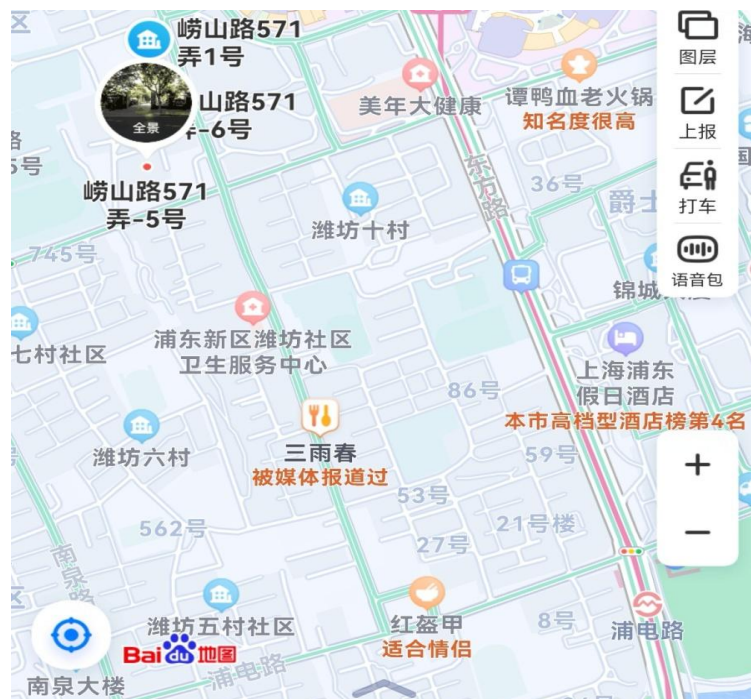 崂山路571
弄1号
山路571
弄-6号
全景
崂山路571
弄-5号
745号
美年大健康
谭鸭血老火锅
知名度很高
图层
上报
打车
语音包
东方路
36号
爵士
潍坊十村
锦城
七村社区
浦东新区潍坊社区
卫生服务中心
上海浦东
假日酒店
本市高档型酒店榜第4名
86号
三雨春
被媒体报道过
潍坊六村
59号
53号
21号楼
562号
27号
南泉路
潍坊五村社区
红盔甲
适合情侣
8号
浦电路
Bai du 地图
浦电路
南泉大楼